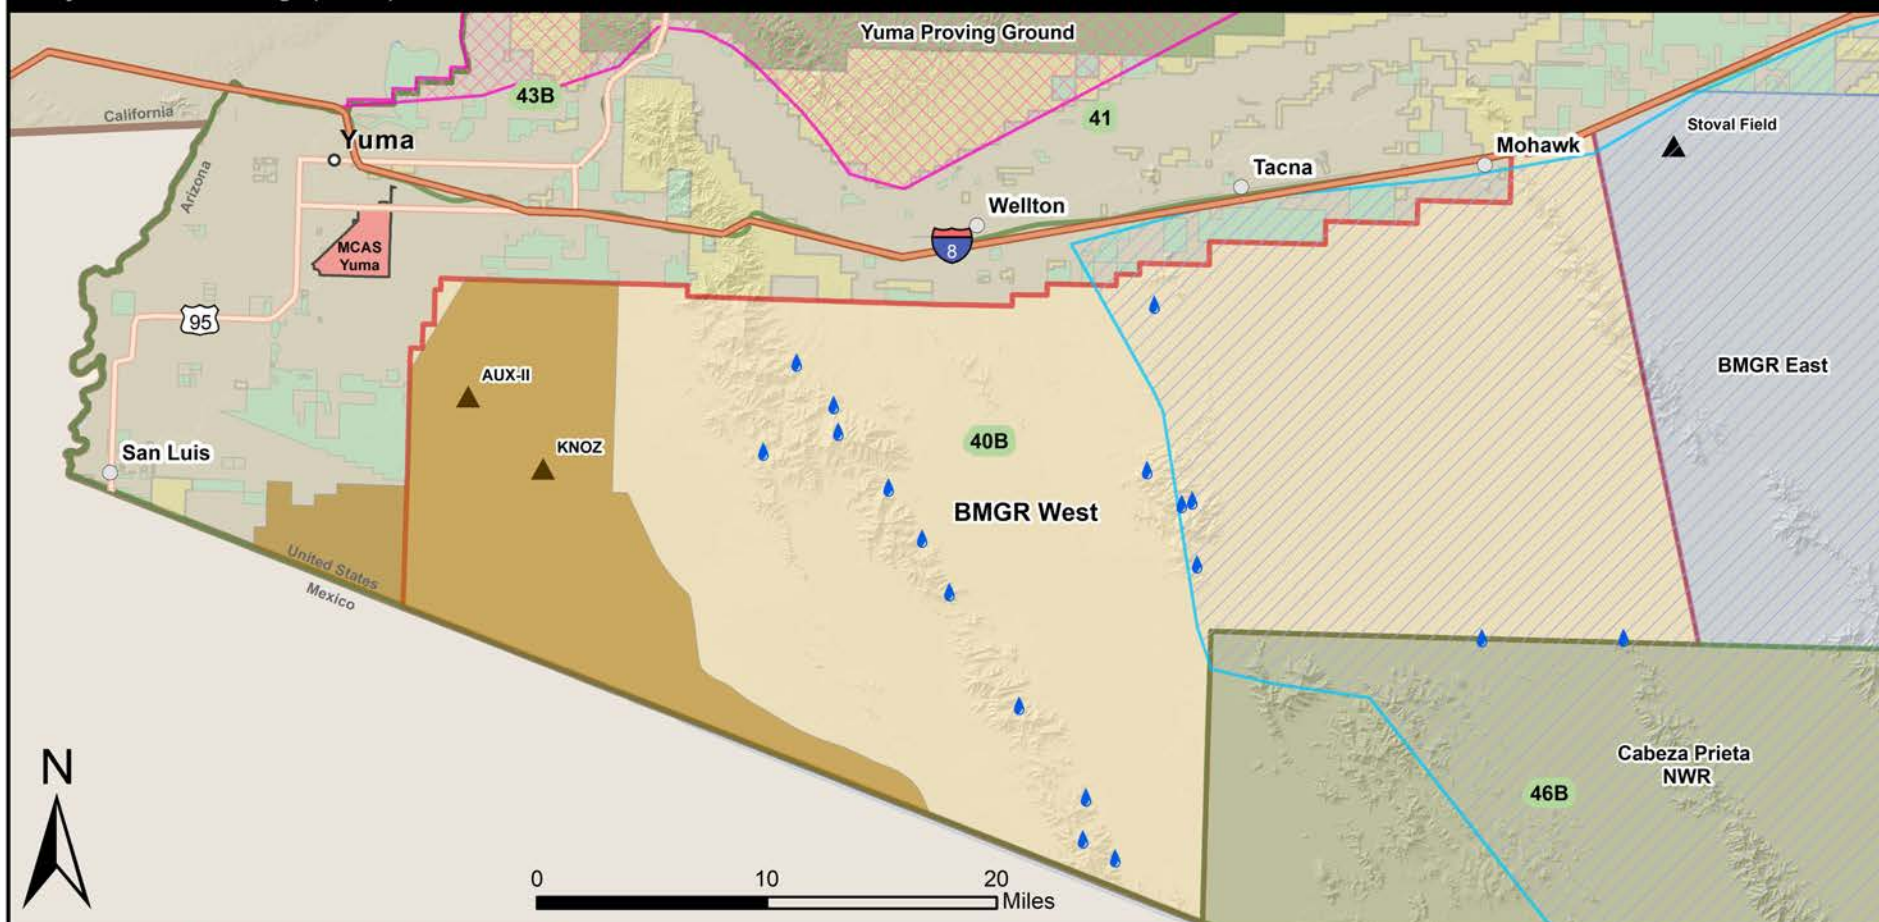 Yuma Proving Ground
43B
California
41
Stoval Field
Yuma
Mohawk
Tacna
Arizona
Wellton
MCAS
Yuma
8
95
BMGR East
AUX-II
40B
KNOZ
San Luis
BMGR West
United States
Mexico
Cabeza Prieta
NWR
N
46B
0 10 20
Miles